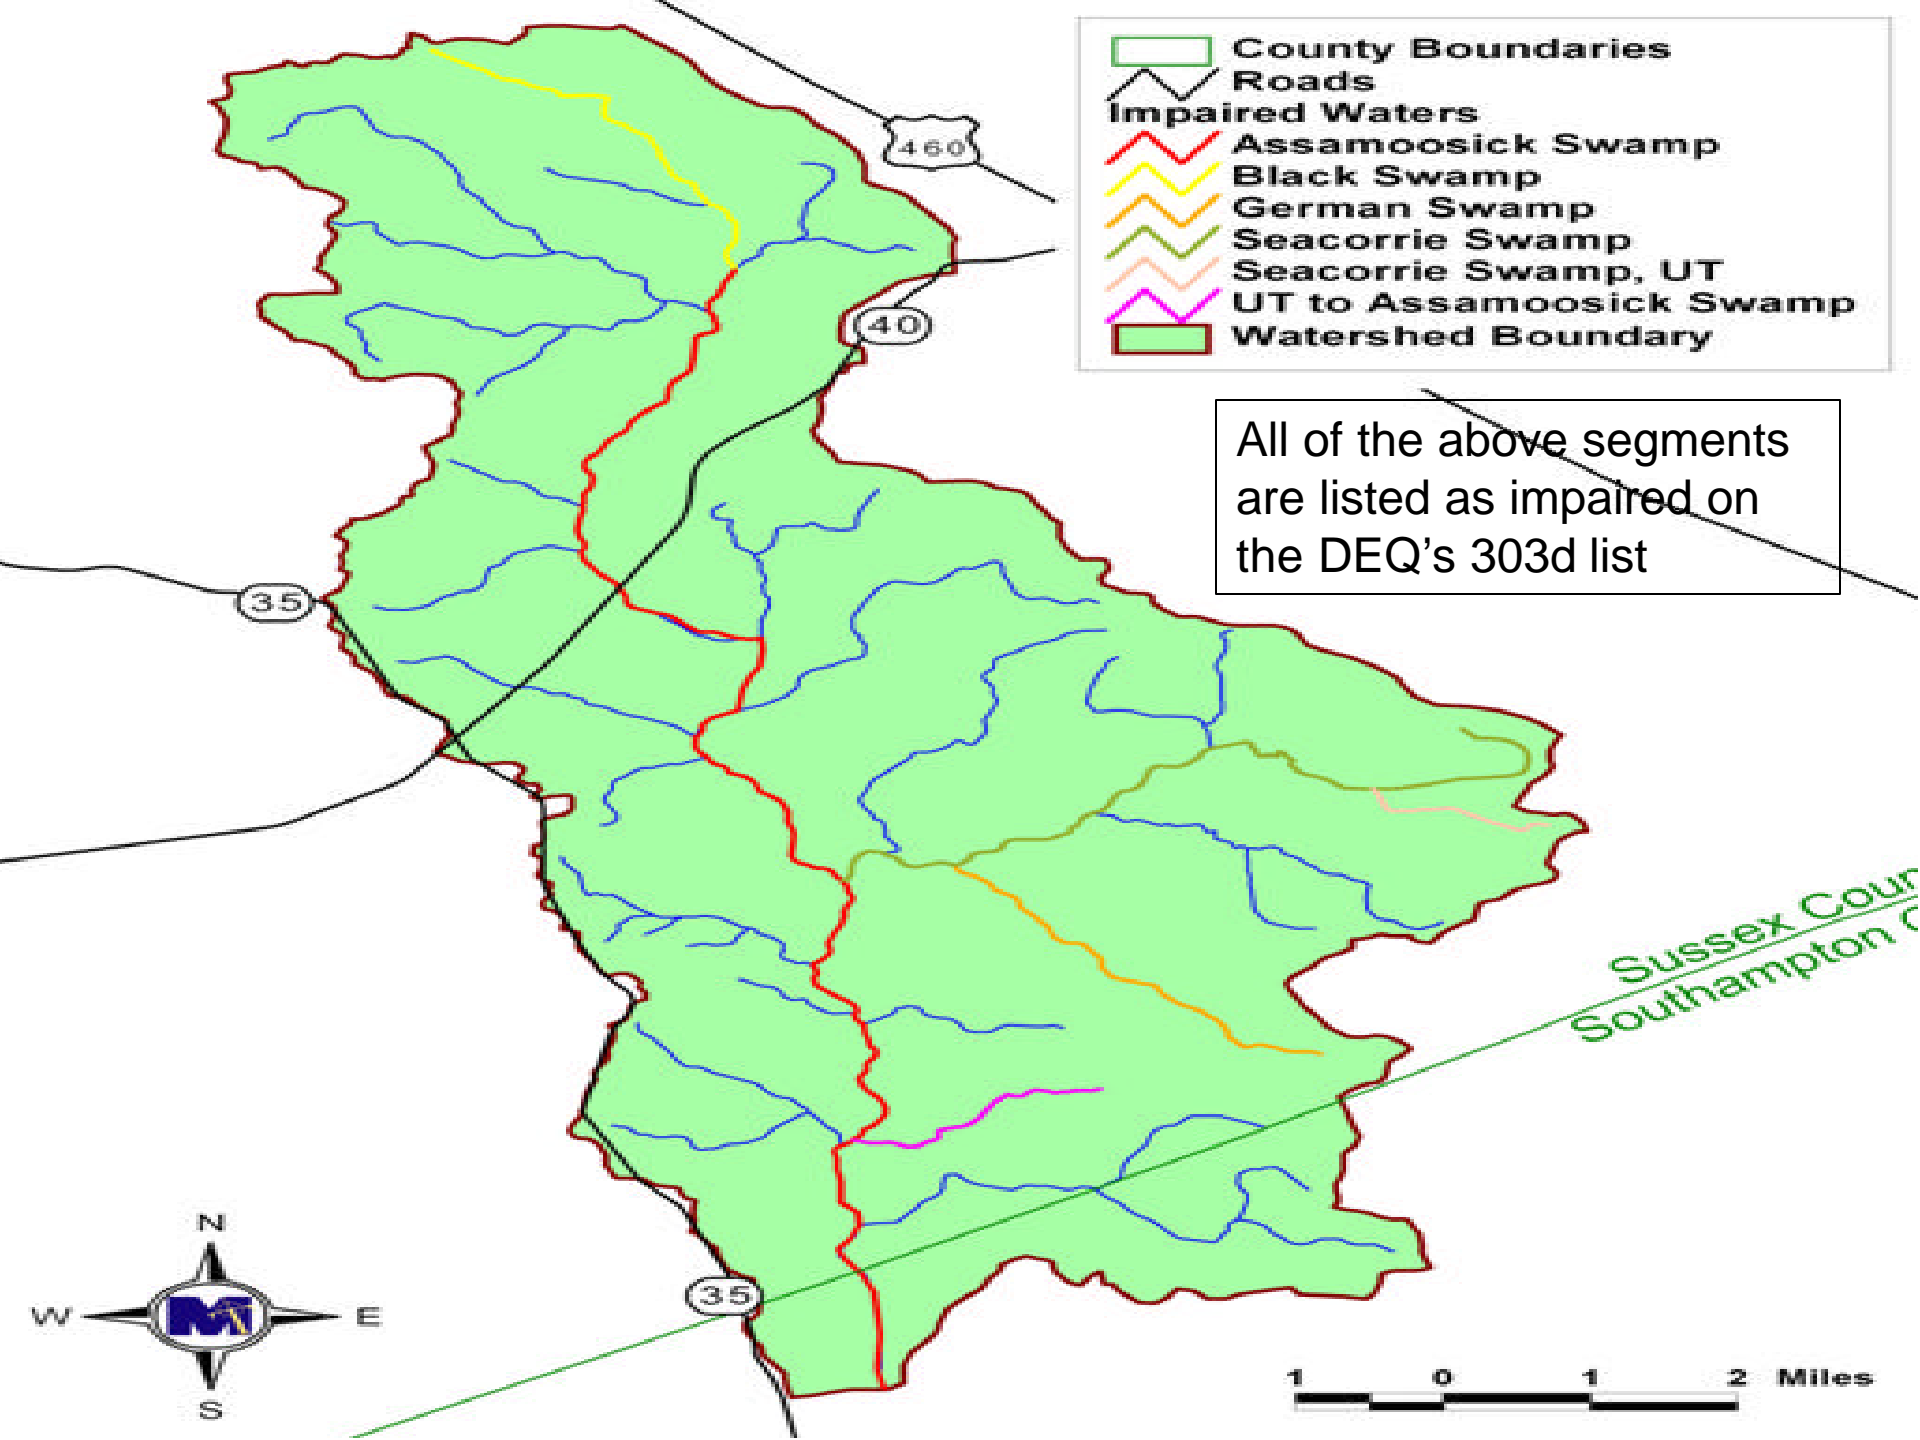 County Boundaries
Roads
Impaired Waters
Assamoosick Swamp
Black Swamp
German Swamp
Seacorrie Swamp
Seacorrie Swamp, UT
UT to Assamoosick Swamp
Watershed Boundary
460
40
All of the above segments
are listed as impaired on
the DEQ's 303d list
35
Sussex Coun
Southampton C
N
W
M
E
S
35
1 0 1 2 Miles